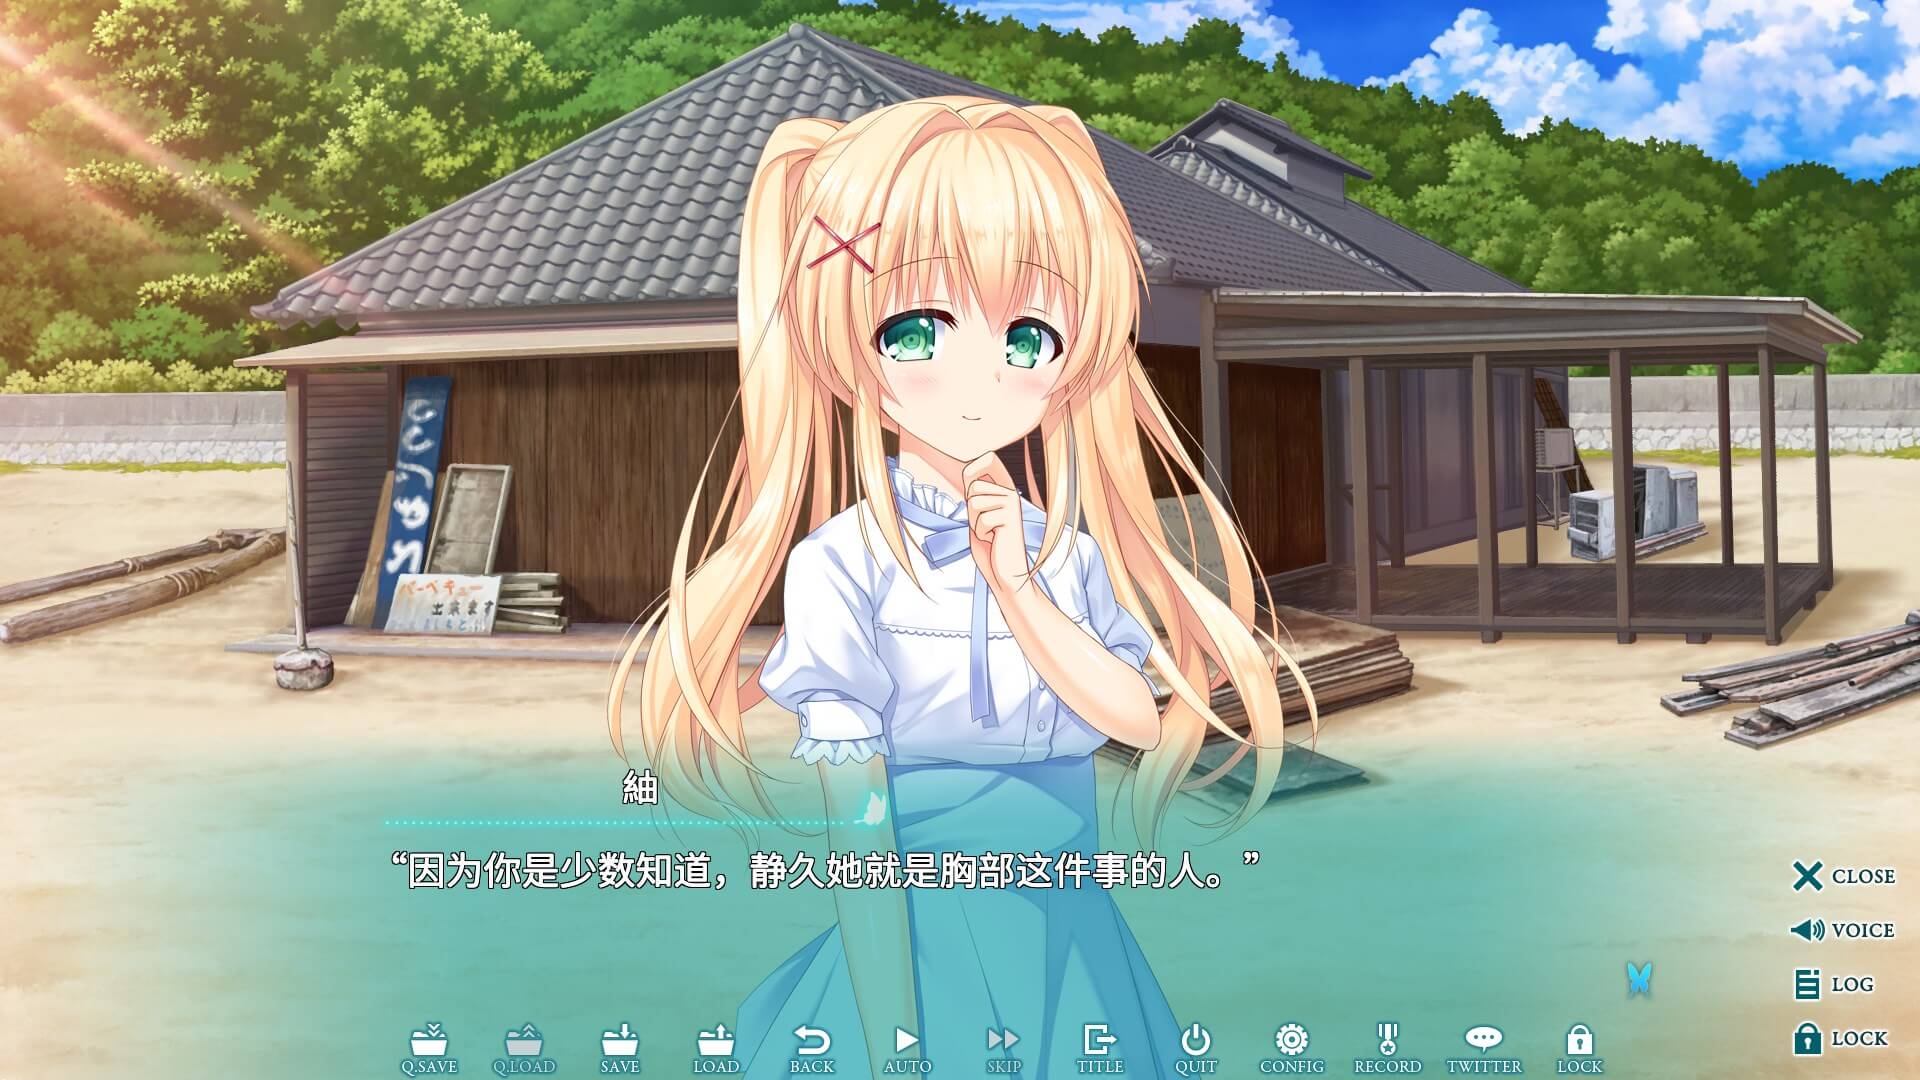 バーベキュー
出来ます
紬
“因为你是少数知道，静久她就是胸部这件事的人。”
CLOSE
VOICE
LOG
LOCK
Q.SAVE
Q.LOAD
SAVE
LOAD
BACK
AUTO
SKIP
TITLE
QUIT
CONFIG
RECORD
TWITTER
LOCK